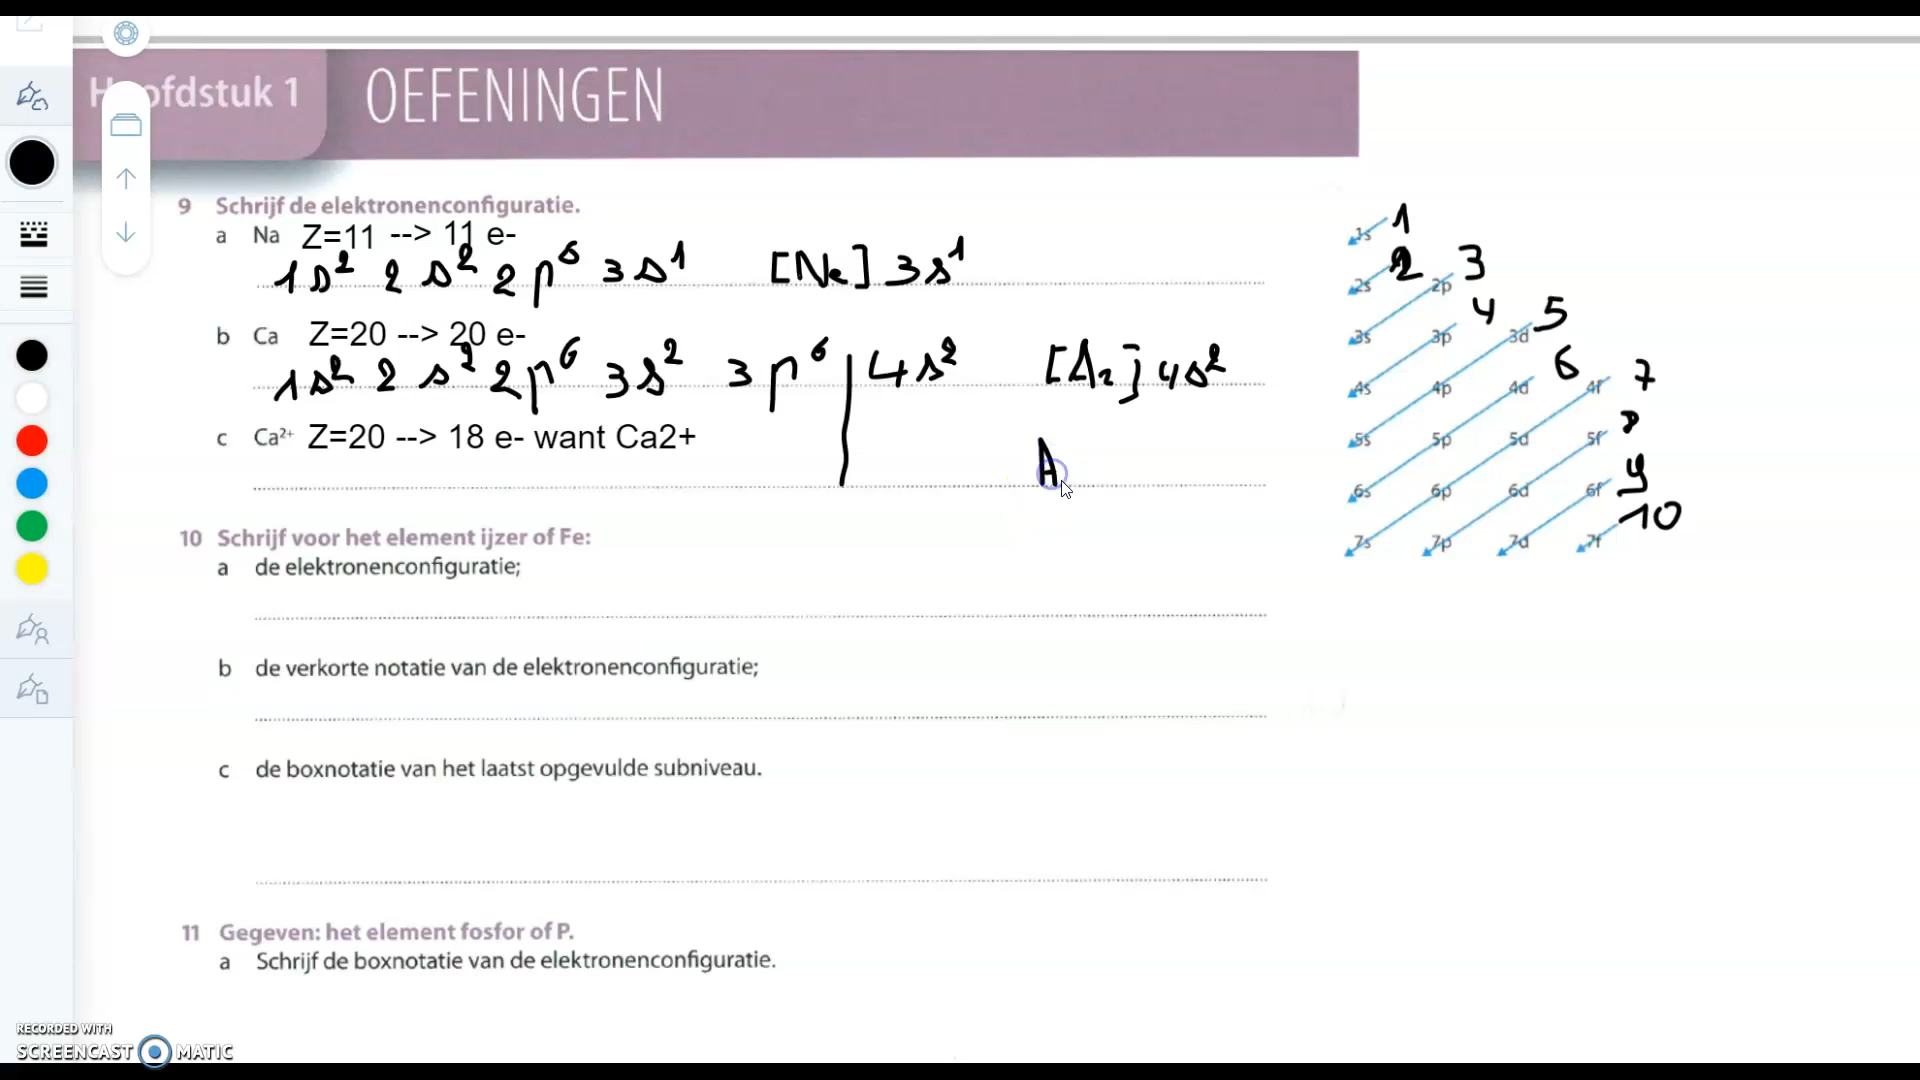 Hoofdstuk 1 OEFENINGEN
9 Schrijf de elektronenconfiguratie.
a Na Z=11 --> 11 e-
1s² 2s² 2p⁶ 3s¹ [Ne] 3s¹
b Ca Z=20 --> 20 e-
1s² 2s² 2p⁶ 3s² 3p⁶ | 4s² [Ar] 4s²
c Ca²⁺ Z=20 --> 18 e- want Ca2+
A
10 Schrijf voor het element ijzer of Fe:
a de elektronenconfiguratie;
b de verkorte notatie van de elektronenconfiguratie;
c de boxnotatie van het laatst opgevulde subniveau.
11 Gegeven: het element fosfor of P.
a Schrijf de boxnotatie van de elektronenconfiguratie.
1s 1
2s 2 2p 3
3s 3p 4 3d 5
4s 4p 4d 6 4f 7
5s 5p 5d 5f 8
6s 6p 6d 6f 9
7s 7p 7d 7f 10
RECORDED WITH
SCREENCAST MATIC